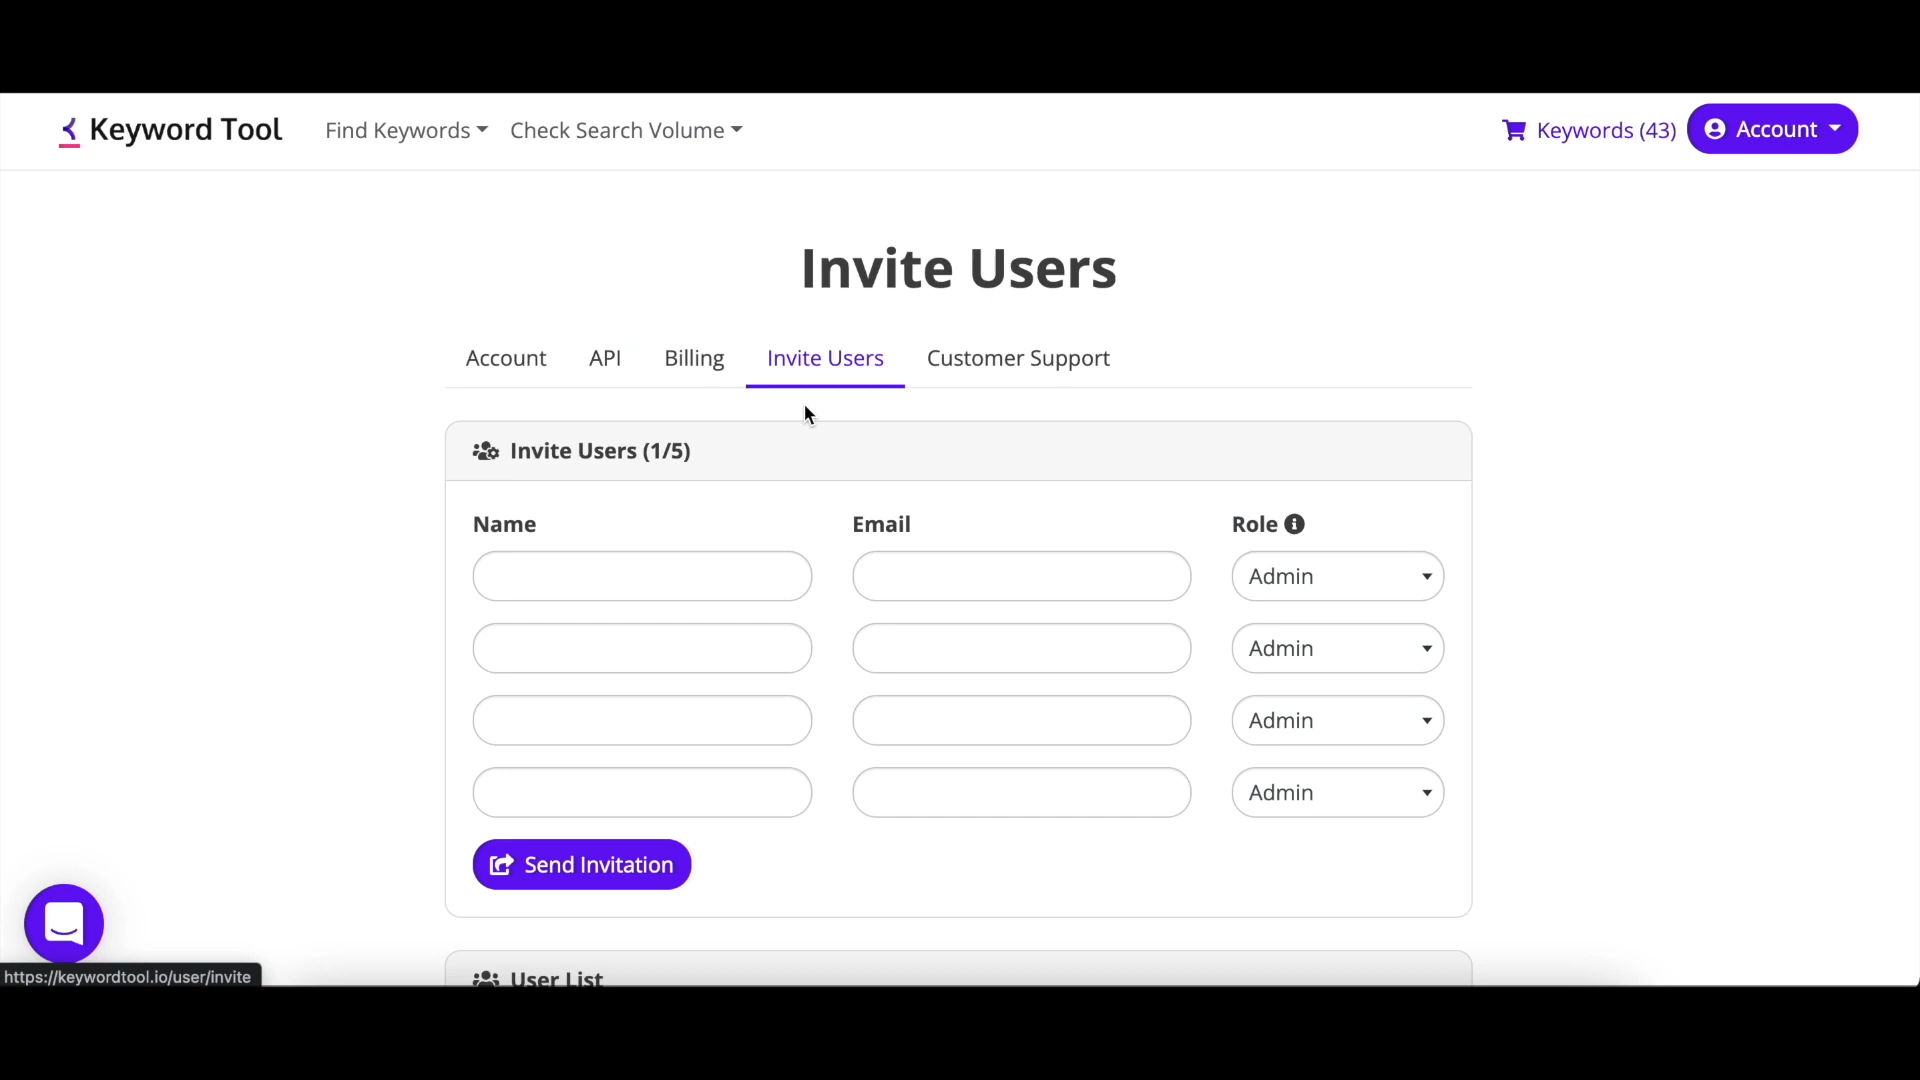 Keyword Tool
Find Keywords
Check Search Volume
Keywords (43)
Account
Invite Users
Account
API
Billing
Invite Users
Customer Support
Invite Users (1/5)
Name
Email
Role
Admin
Admin
Admin
Admin
Send Invitation
User List
https://keywordtool.io/user/invite